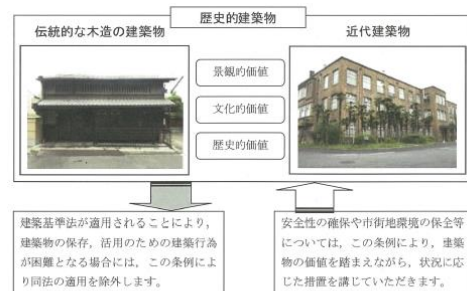 歴史的建築物
伝統的な木造の建築物
近代建築物
景観的価値
文化的価値
歴史的価値
建築基準法が適用されることにより，
建築物の保存，活用のための建築行為
が困難となる場合には，この条例によ
り同法の適用を除外します。
安全性の確保や市街地環境の保全等
については，この条例により，建築
物の価値を踏まえながら，状況に応
じた措置を講じていただきます。